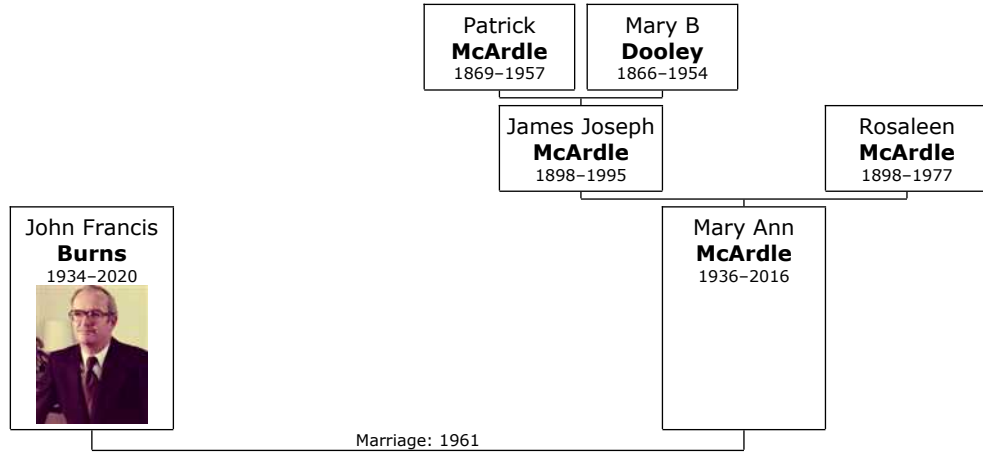 Patrick
McArdle
1869–1957
Mary B
Dooley
1866–1954
James Joseph
McArdle
1898–1995
Rosaleen
McArdle
1898–1977
John Francis
Burns
1934–2020
Mary Ann
McArdle
1936–2016
Marriage: 1961